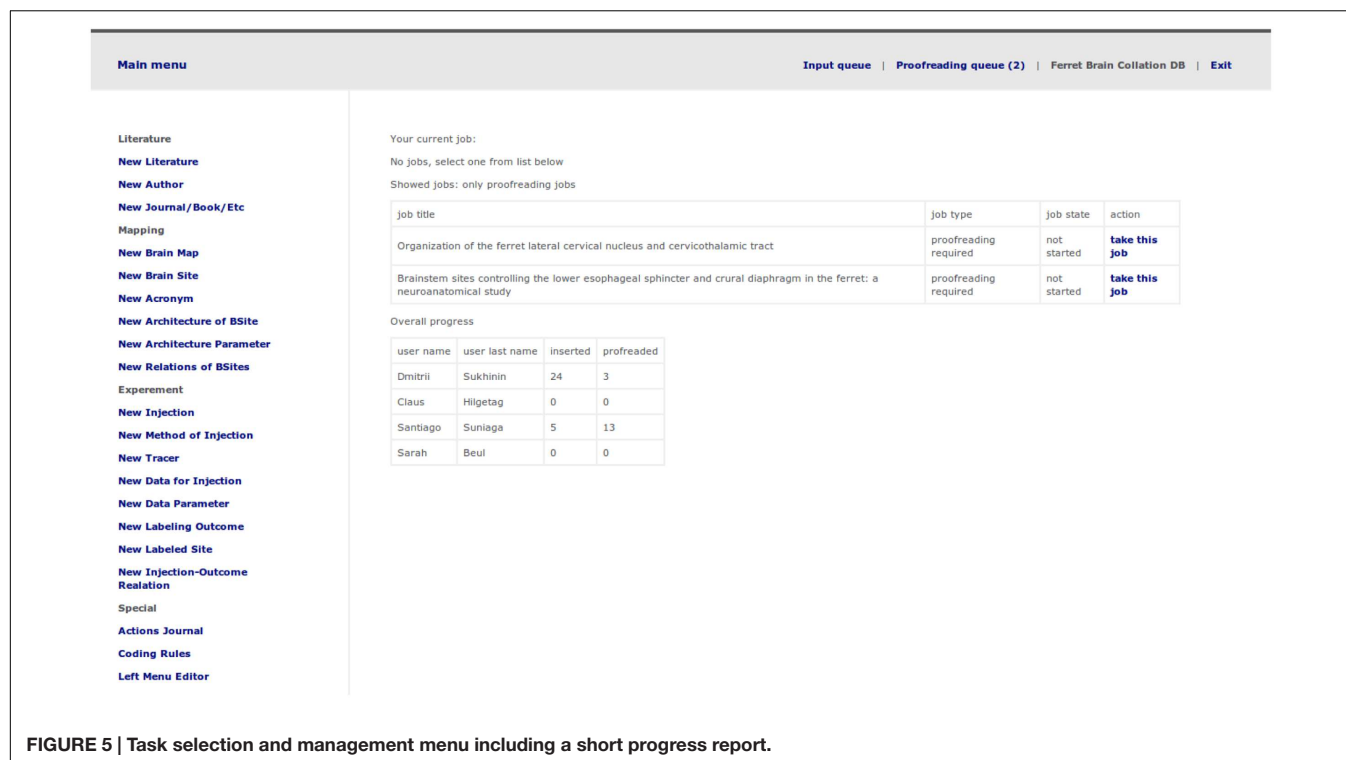 Main menu
Input queue | Proofreading queue (2) | Ferret Brain Collation DB | Exit
Literature
New Literature
New Author
New Journal/Book/Etc
Mapping
New Brain Map
New Brain Site
New Acronym
New Architecture of BSite
New Architecture Parameter
New Relations of BSites
Experement
New Injection
New Method of Injection
New Tracer
New Data for Injection
New Data Parameter
New Labeling Outcome
New Labeled Site
New Injection-Outcome
Realation
Special
Actions Journal
Coding Rules
Left Menu Editor
Your current job:
No jobs, select one from list below
Showed jobs: only proofreading jobs
job title job type job state action
Organization of the ferret lateral cervical nucleus and cervicothalamic tract
proofreading
required
not
started
take this
job
Brainstem sites controlling the lower esophageal sphincter and crural diaphragm in the ferret: a
neuroanatomical study
proofreading
required
not
started
take this
job
Overall progress
user name user last name inserted profreaded
Dmitrii Sukhinin 24 3
Claus Hilgetag 0 0
Santiago Suniaga 5 13
Sarah Beul 0 0
FIGURE 5 | Task selection and management menu including a short progress report.